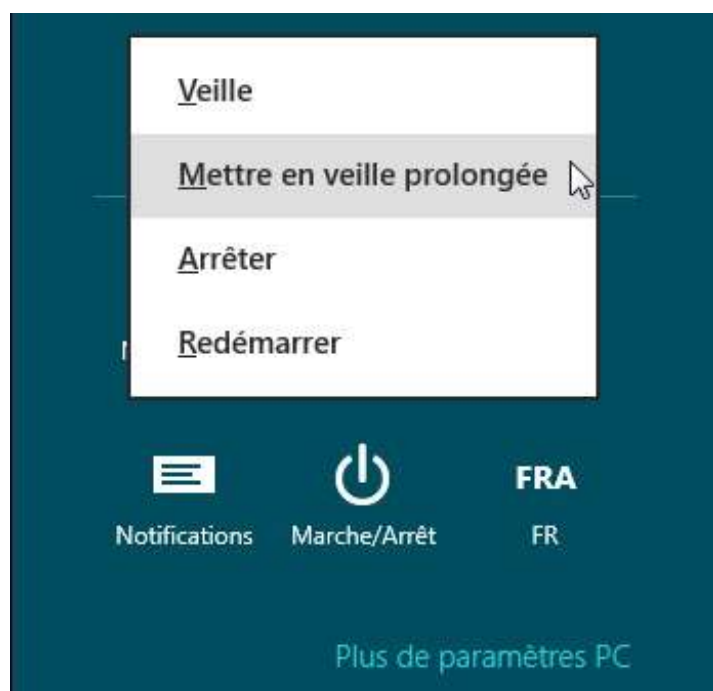 Veille
Mettre en veille prolongée
Arrêter
Redémarrer
FRA
Notifications
Marche/Arrêt
FR
Plus de paramètres PC